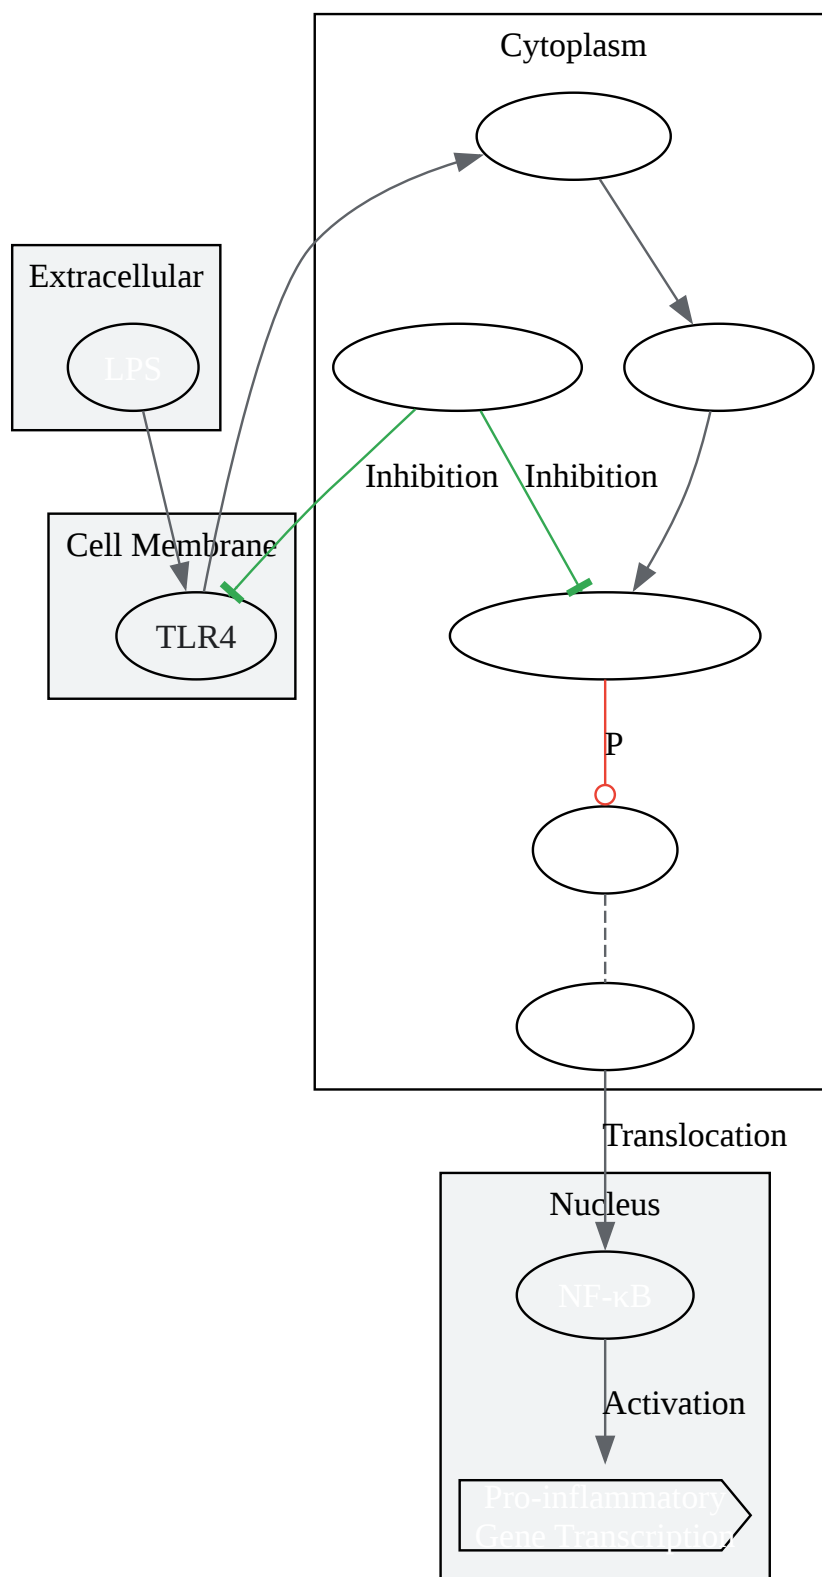 Cytoplasm
Extracellular
LPS
Inhibition
Inhibition
Cell Membrane
TLR4
P
Translocation
Nucleus
NF-κB
Activation
Pro-inflammatory
Gene Transcription